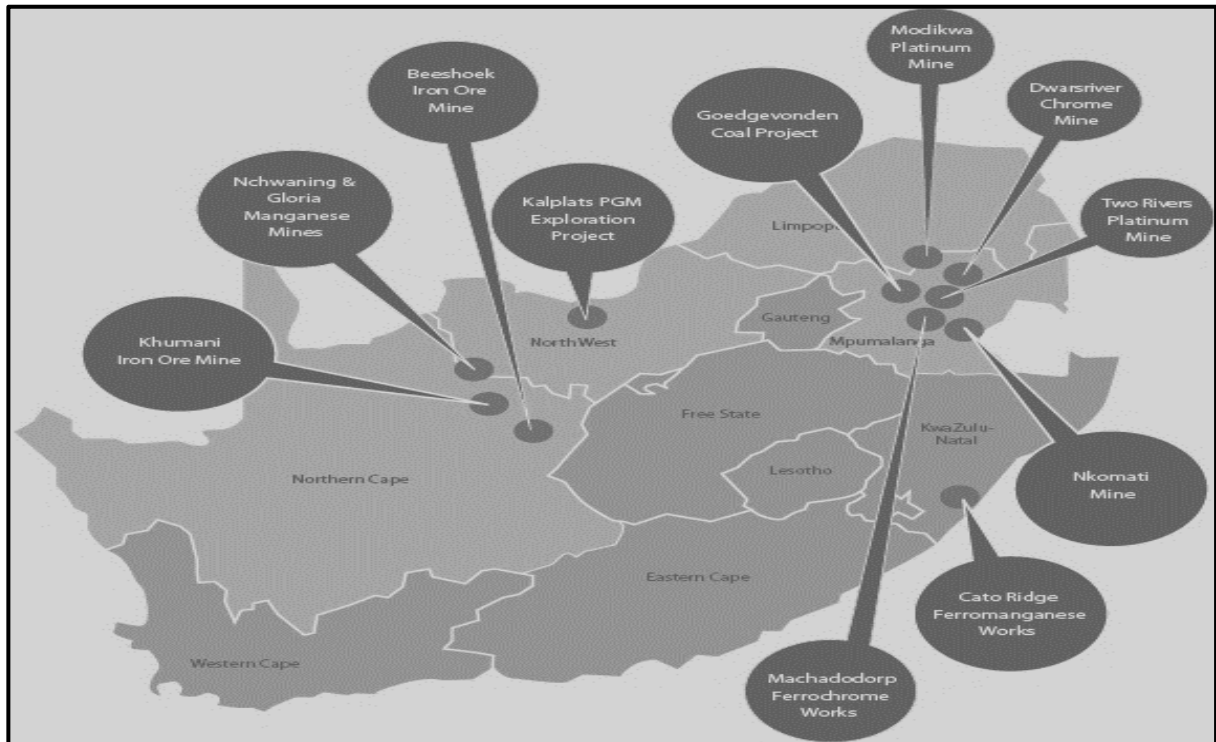 Modikwa
Platinum
Mine
Beeshoek
Iron Ore
Mine
Dwarsriver
Chrome
Mine
Goedgevonden
Coal Project
Nchwaning &
Gloria
Manganese
Mines
Kalplats PGM
Exploration
Project
Two Rivers
Platinum
Mine
Limpop
Khumani
Iron Ore Mine
Gauteng
North West
Mpumalanga
Free State
KwaZulu-
Natal
Lesotho
Northern Cape
Nkomati
Mine
Eastern Cape
Cato Ridge
Ferromanganese
Works
Western Cape
Machadodorp
Ferrochrome
Works